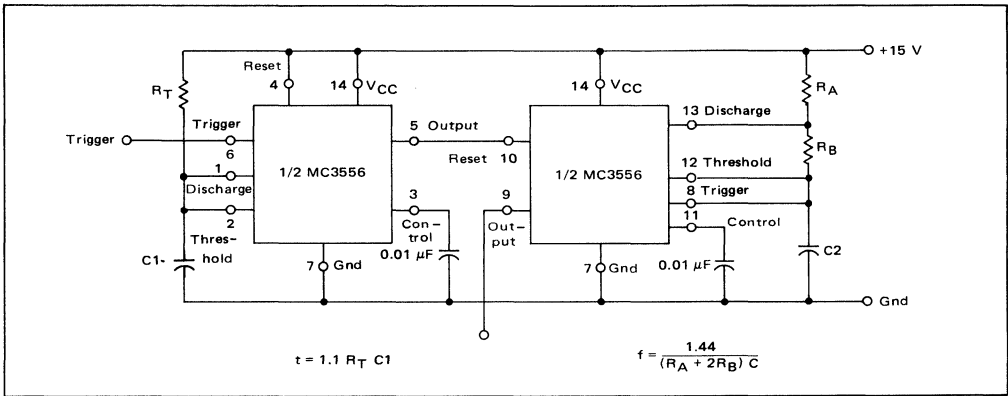 +15 V
Reset
4
14
VCC
RT
14
VCC
RA
13 Discharge
Trigger
Trigger
6
5 Output
Reset 10
RB
12 Threshold
1
Discharge
1/2 MC3556
1/2 MC3556
8 Trigger
3
9
11
Control
2
Thres-
hold
Con-
trol
0.01 µF
Out-
put
C1
7
Gnd
7
Gnd
0.01 µF
C2
Gnd
t = 1.1 RT C1
f = 1.44
(RA + 2RB) C